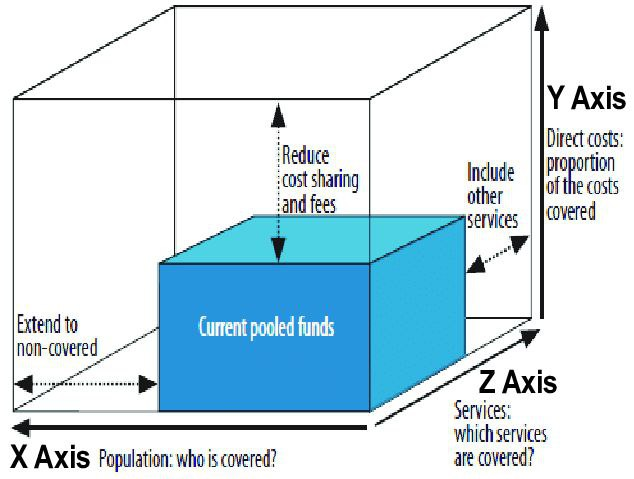 Y Axis
Direct costs:
proportion
of the costs
covered
Reduce
cost sharing
and fees
Include
other
services
Extend to
non-covered
Current pooled funds
Z Axis
Services:
which services
are covered?
X Axis Population: who is covered?